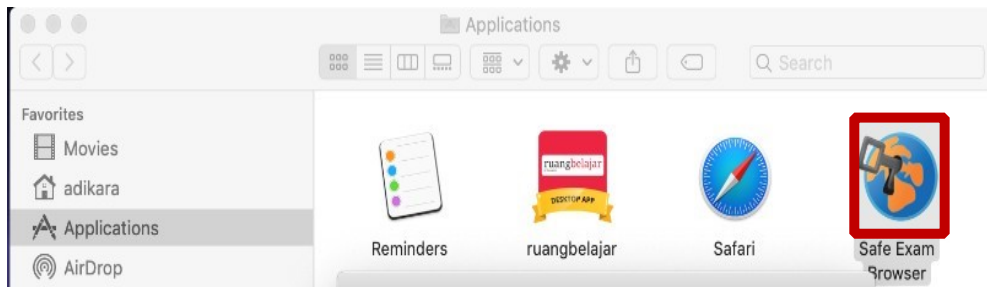 Applications
Search
Favorites
Movies
adikara
Applications
AirDrop
ruangbelajar
DESKTOP APP
Reminders
ruangbelajar
Safari
Safe Exam
Browser